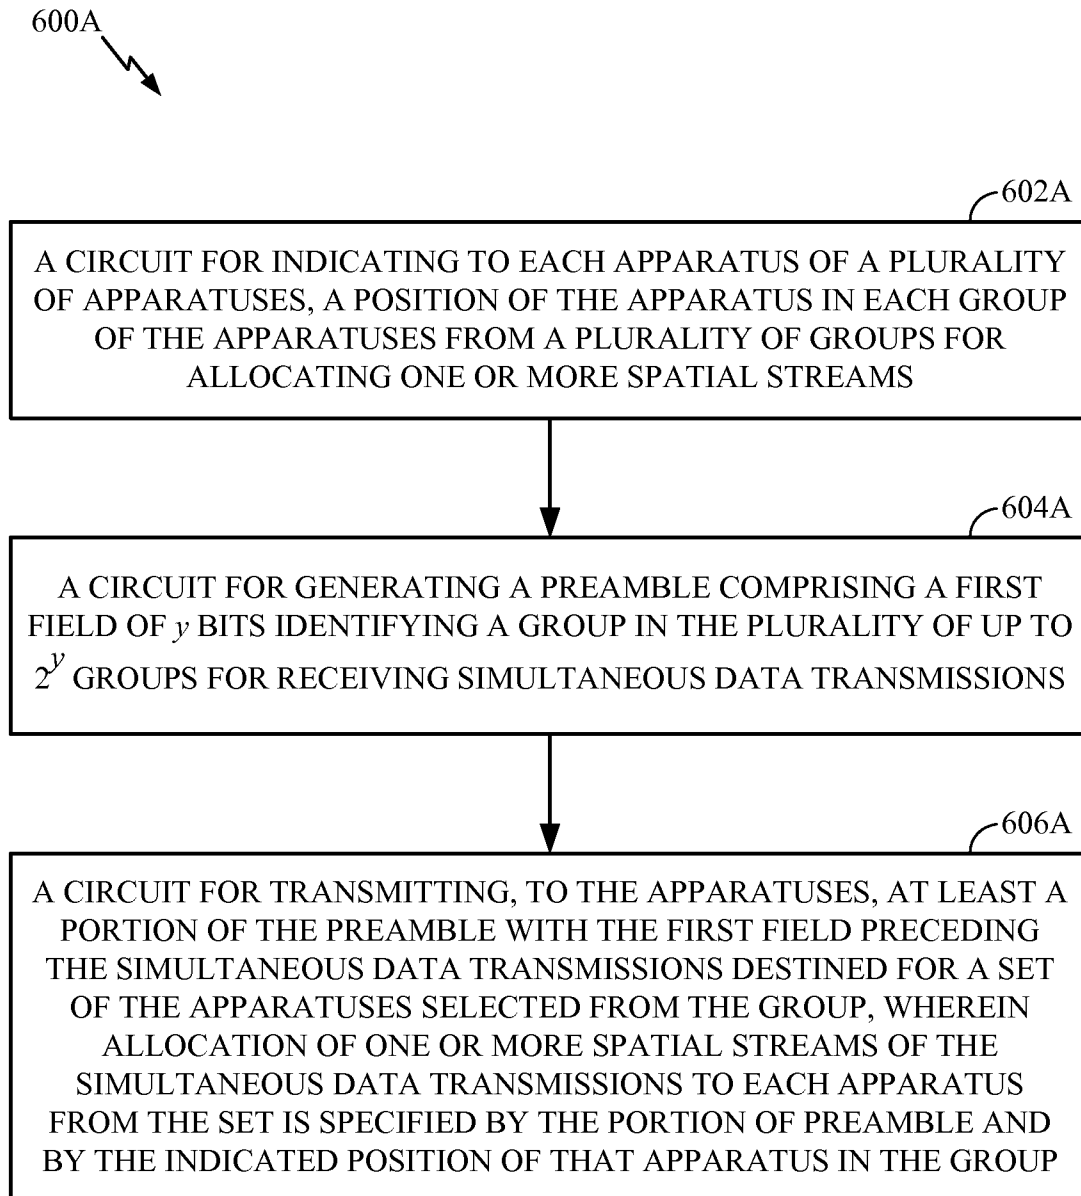 600A
602A
A CIRCUIT FOR INDICATING TO EACH APPARATUS OF A PLURALITY
OF APPARATUSES, A POSITION OF THE APPARATUS IN EACH GROUP
OF THE APPARATUSES FROM A PLURALITY OF GROUPS FOR
ALLOCATING ONE OR MORE SPATIAL STREAMS
604A
A CIRCUIT FOR GENERATING A PREAMBLE COMPRISING A FIRST
FIELD OF y BITS IDENTIFYING A GROUP IN THE PLURALITY OF UP TO
2^y GROUPS FOR RECEIVING SIMULTANEOUS DATA TRANSMISSIONS
606A
A CIRCUIT FOR TRANSMITTING, TO THE APPARATUSES, AT LEAST A
PORTION OF THE PREAMBLE WITH THE FIRST FIELD PRECEDING
THE SIMULTANEOUS DATA TRANSMISSIONS DESTINED FOR A SET
OF THE APPARATUSES SELECTED FROM THE GROUP, WHEREIN
ALLOCATION OF ONE OR MORE SPATIAL STREAMS OF THE
SIMULTANEOUS DATA TRANSMISSIONS TO EACH APPARATUS
FROM THE SET IS SPECIFIED BY THE PORTION OF PREAMBLE AND
BY THE INDICATED POSITION OF THAT APPARATUS IN THE GROUP